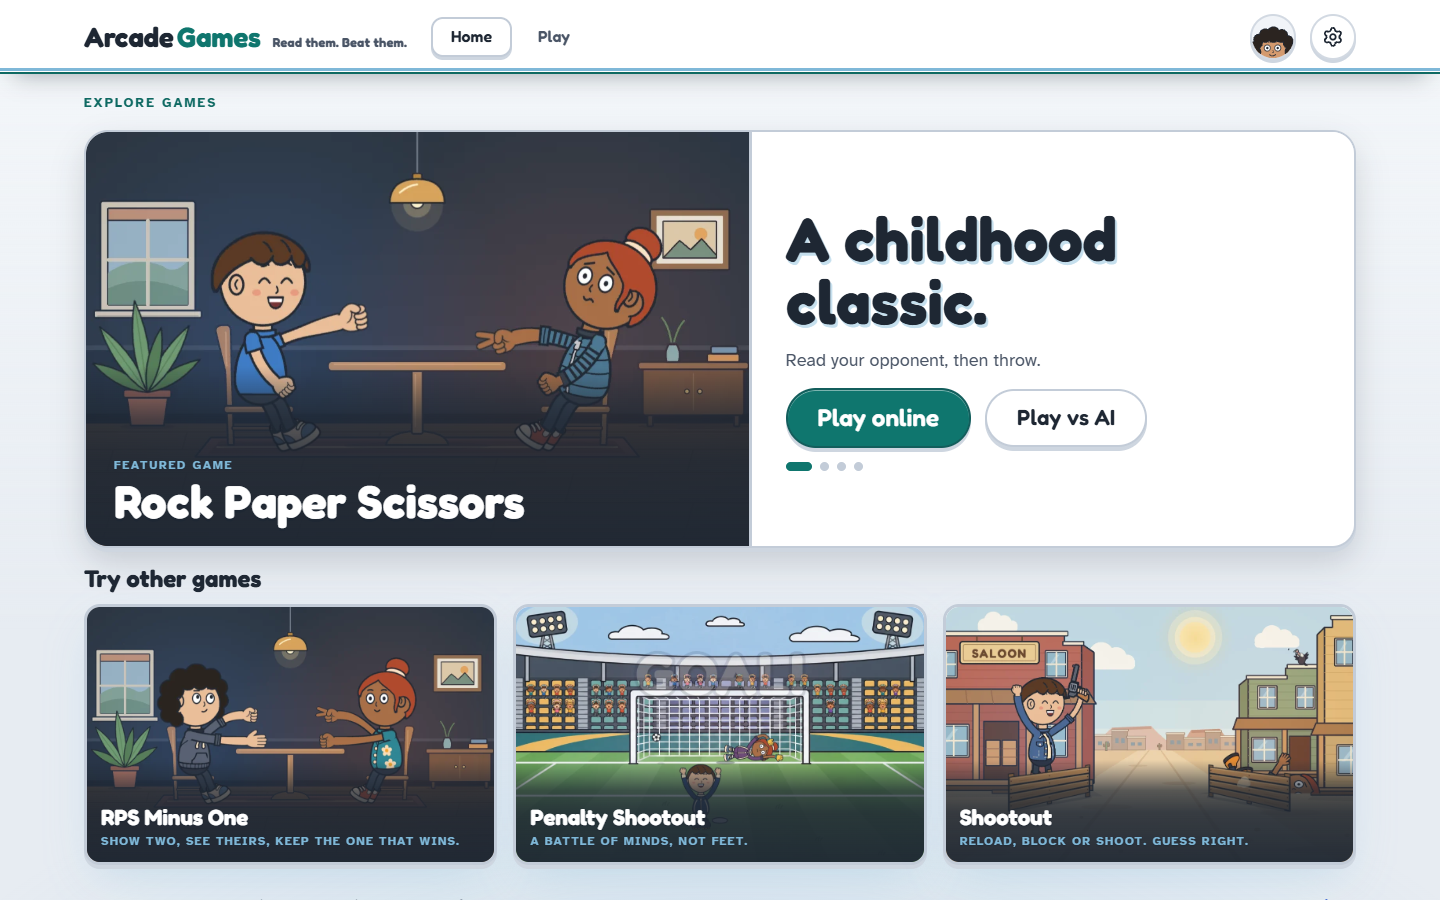 Arcade Games Read them. Beat them. Home Play
EXPLORE GAMES
A childhood
classic.
Read your opponent, then throw.
Play online Play vs AI
FEATURED GAME
Rock Paper Scissors
Try other games
RPS Minus One
SHOW TWO, SEE THEIRS, KEEP THE ONE THAT WINS.
GOAL!
Penalty Shootout
A BATTLE OF MINDS, NOT FEET.
SALOON
Shootout
RELOAD, BLOCK OR SHOOT. GUESS RIGHT.